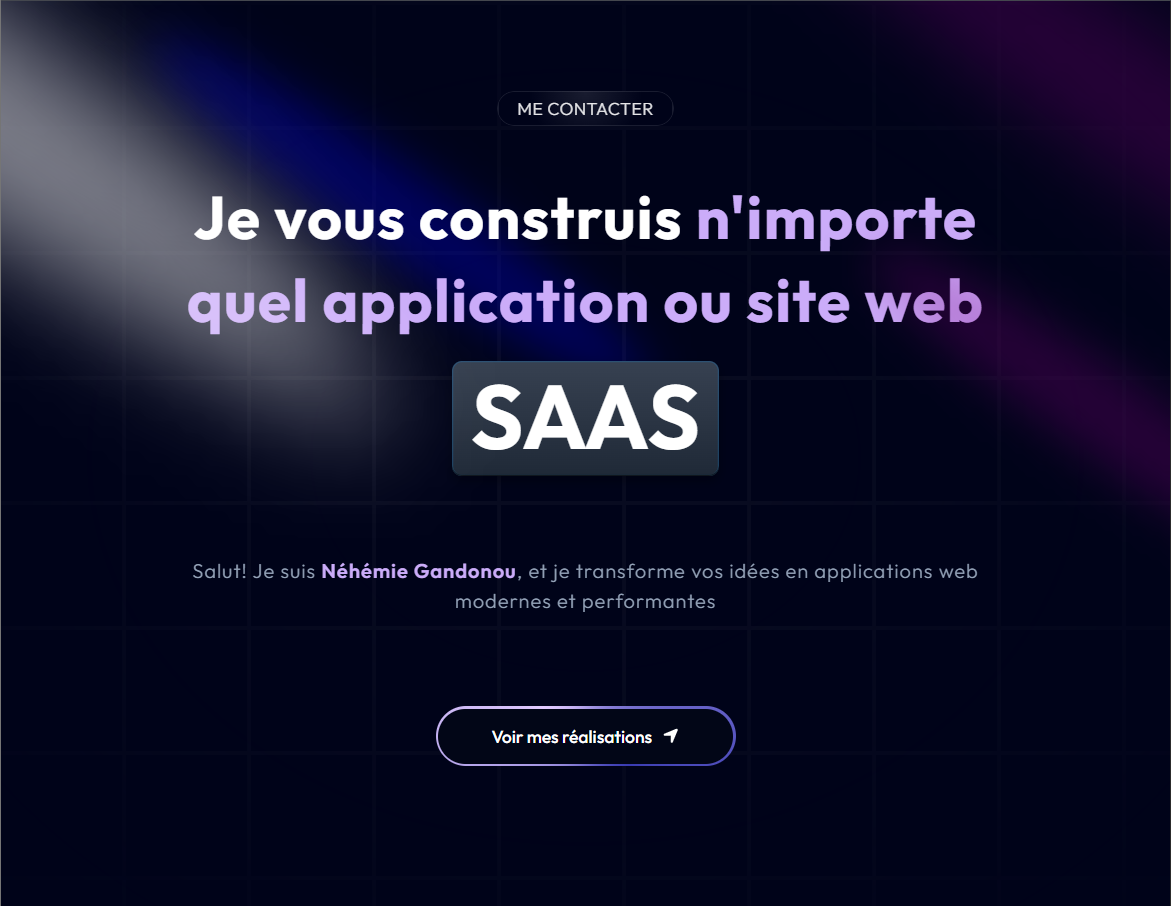 ME CONTACTER
Je vous construis n'importe
quel application ou site web
SAAS
Salut! Je suis Néhémie Gandonou, et je transforme vos idées en applications web
modernes et performantes
Voir mes réalisations